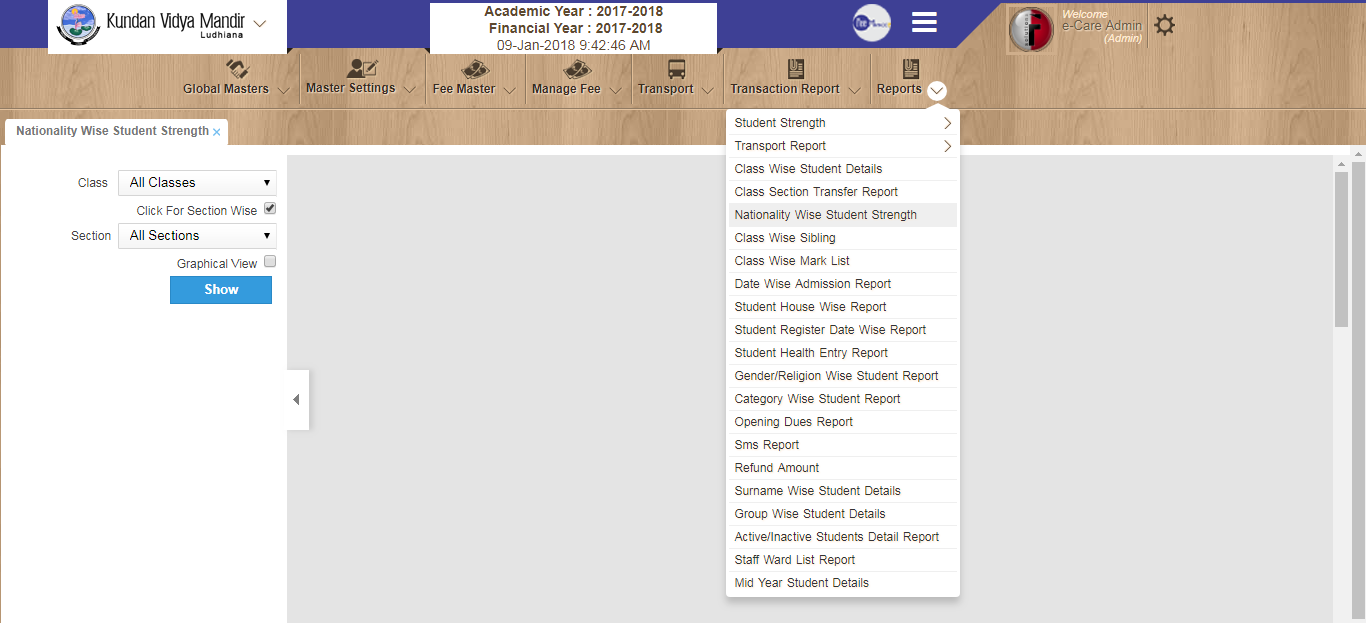 Kundan Vidya Mandir
Ludhiana
Academic Year : 2017-2018
Financial Year : 2017-2018
09-Jan-2018 9:42:46 AM
Welcome
e-Care Admin
(Admin)
Global Masters
Master Settings
Fee Master
Manage Fee
Transport
Transaction Report
Reports
Nationality Wise Student Strength ×
Class All Classes
Click For Section Wise
Section All Sections
Graphical View
Show
Student Strength
Transport Report
Class Wise Student Details
Class Section Transfer Report
Nationality Wise Student Strength
Class Wise Sibling
Class Wise Mark List
Date Wise Admission Report
Student House Wise Report
Student Register Date Wise Report
Student Health Entry Report
Gender/Religion Wise Student Report
Category Wise Student Report
Opening Dues Report
Sms Report
Refund Amount
Surname Wise Student Details
Group Wise Student Details
Active/Inactive Students Detail Report
Staff Ward List Report
Mid Year Student Details